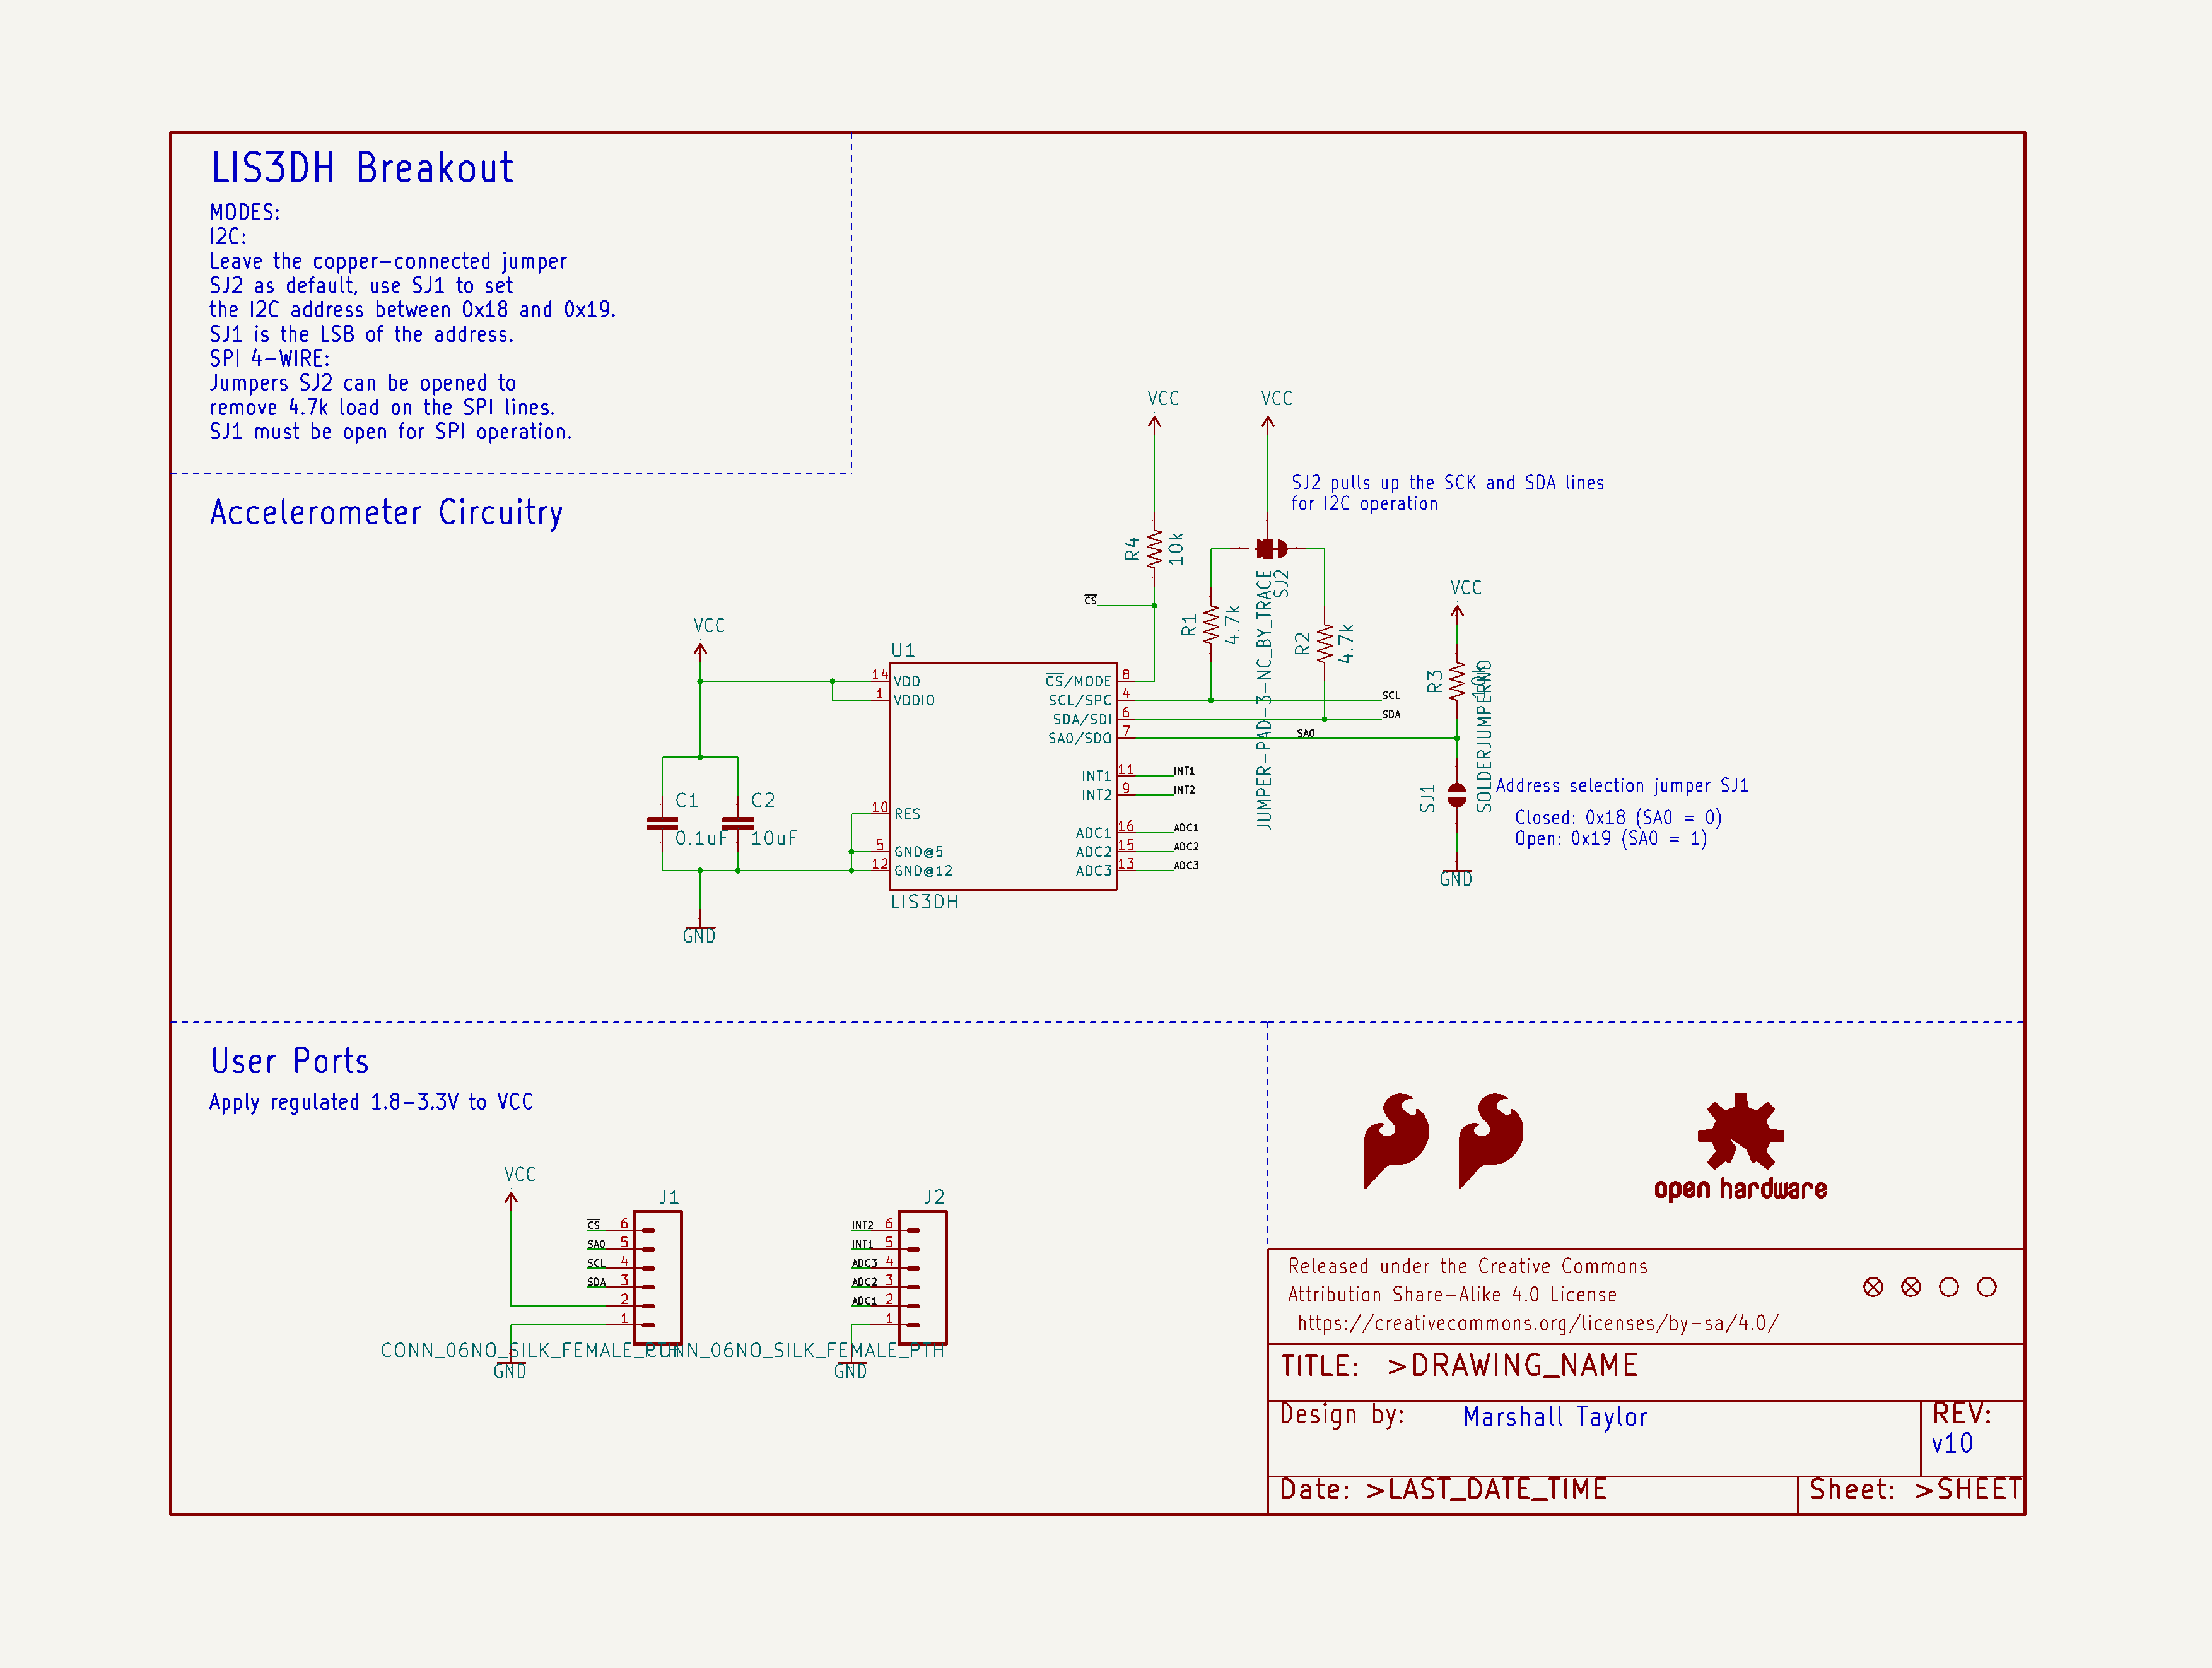 LIS3DH Breakout
MODES:
I2C:
Leave the copper-connected jumper
SJ2 as default, use SJ1 to set
the I2C address between 0x18 and 0x19.
SJ1 is the LSB of the address.
SPI 4-WIRE:
Jumpers SJ2 can be opened to
remove 4.7k load on the SPI lines.
SJ1 must be open for SPI operation.
Accelerometer Circuitry
VCC
VCC
SJ2 pulls up the SCK and SDA lines
for I2C operation
R4
10k
JUMPER-PAD-3-NC_BY_TRACE
SJ2
CS
R1
4.7k
R2
4.7k
VCC
R3
10k
SOLDERJUMPERNO
VCC
U1
14 VDD
1 VDDIO
10 RES
5 GND@5
12 GND@12
CS/MODE 8
SCL/SPC 4
SDA/SDI 6
SA0/SDO 7
INT1 11
INT2 9
ADC1 16
ADC2 15
ADC3 13
SCL
SDA
SA0
INT1
INT2
ADC1
ADC2
ADC3
LIS3DH
C1
0.1uF
C2
10uF
GND
SJ1
Address selection jumper SJ1
Closed: 0x18 (SA0 = 0)
Open: 0x19 (SA0 = 1)
GND
User Ports
Apply regulated 1.8-3.3V to VCC
VCC
J1
CS 6
SA0 5
SCL 4
SDA 3
2
1
CONN_06NO_SILK_FEMALE_PTH
GND
J2
INT2 6
INT1 5
ADC3 4
ADC2 3
ADC1 2
1
CONN_06NO_SILK_FEMALE_PTH
GND
open hardware
Released under the Creative Commons
Attribution Share-Alike 4.0 License
https://creativecommons.org/licenses/by-sa/4.0/
TITLE: >DRAWING_NAME
Design by: Marshall Taylor
REV:
v10
Date: >LAST_DATE_TIME
Sheet: >SHEET